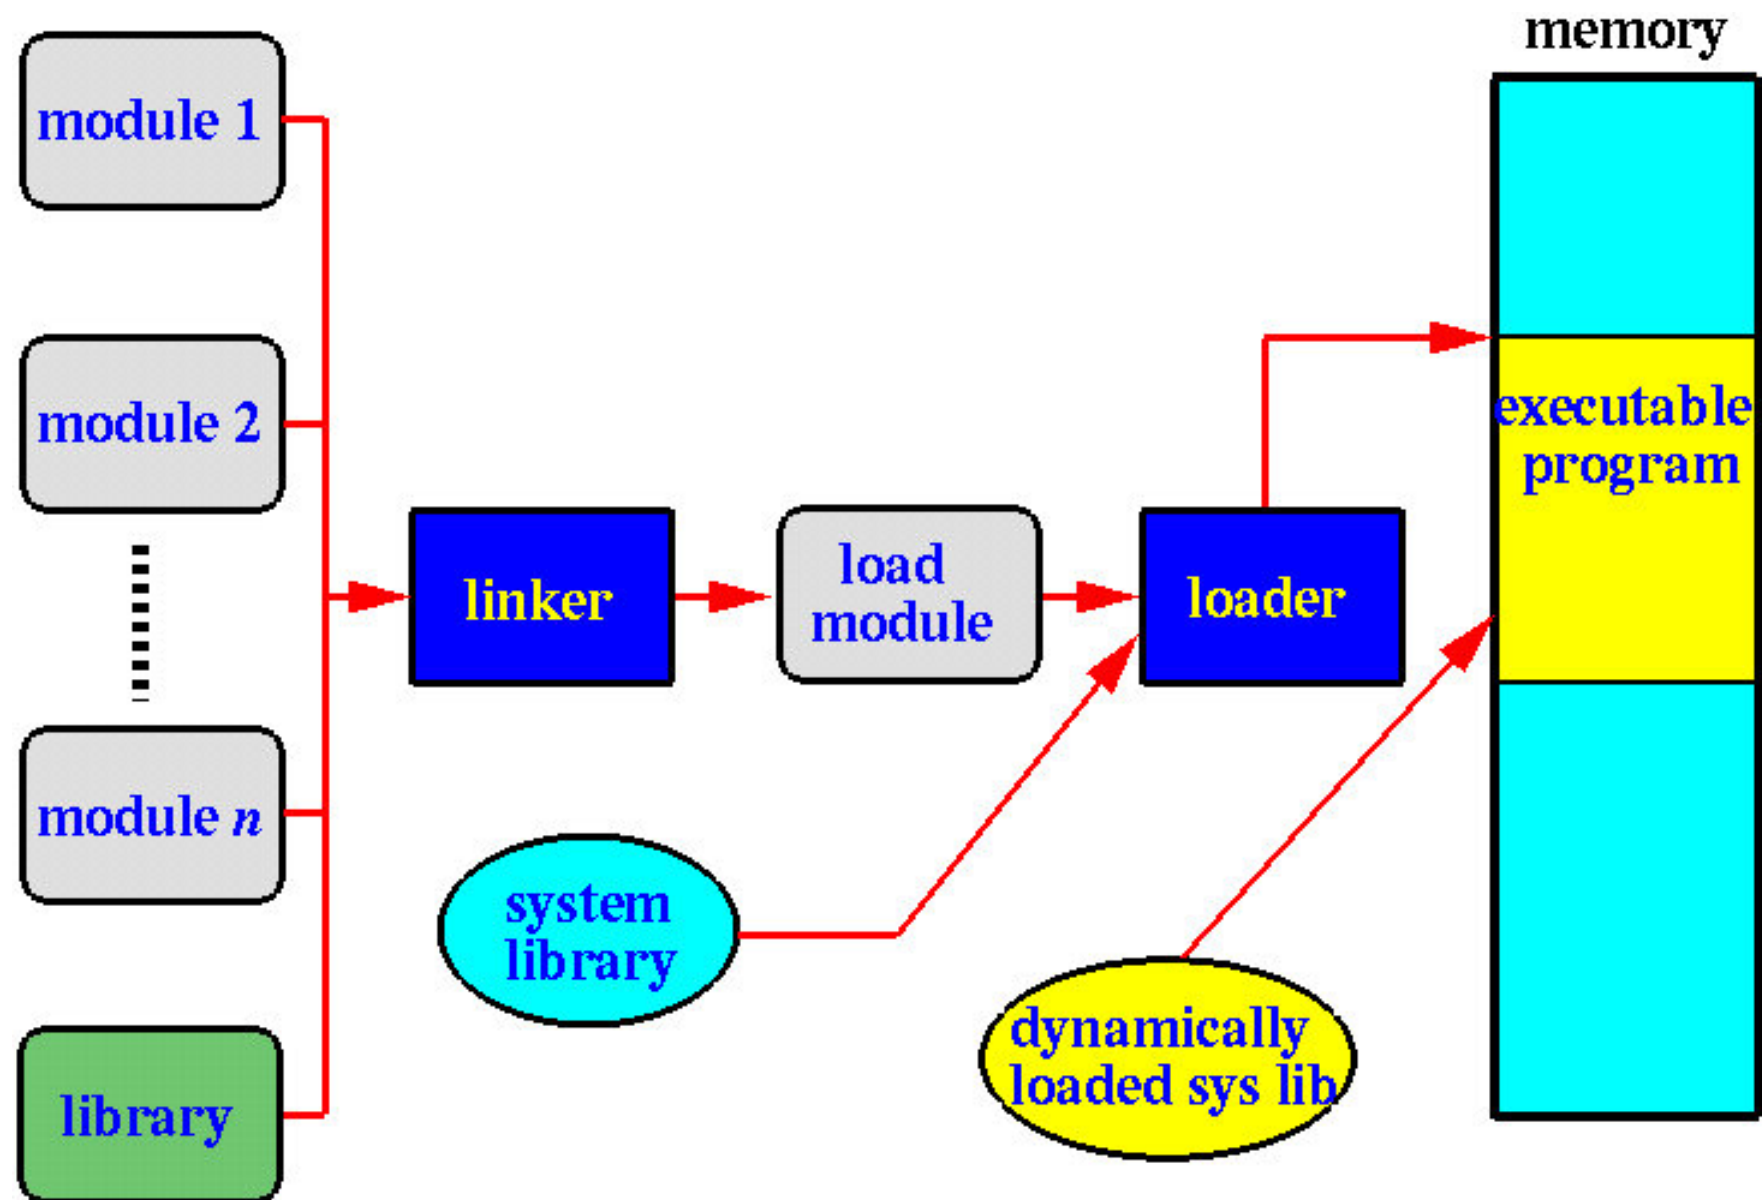 memory
module 1
module 2
executable
program
linker
load
module
loader
module n
system
library
dynamically
loaded sys lib
library